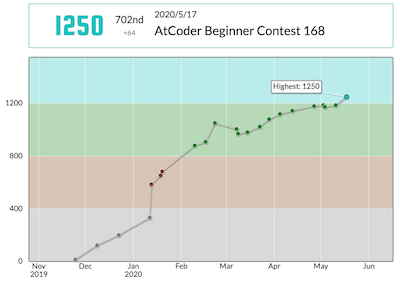 1250
702nd
+64
2020/5/17
AtCoder Beginner Contest 168
Highest: 1250
1200
800
400
0
Nov
2019
Dec
Jan
2020
Feb
Mar
Apr
May
Jun